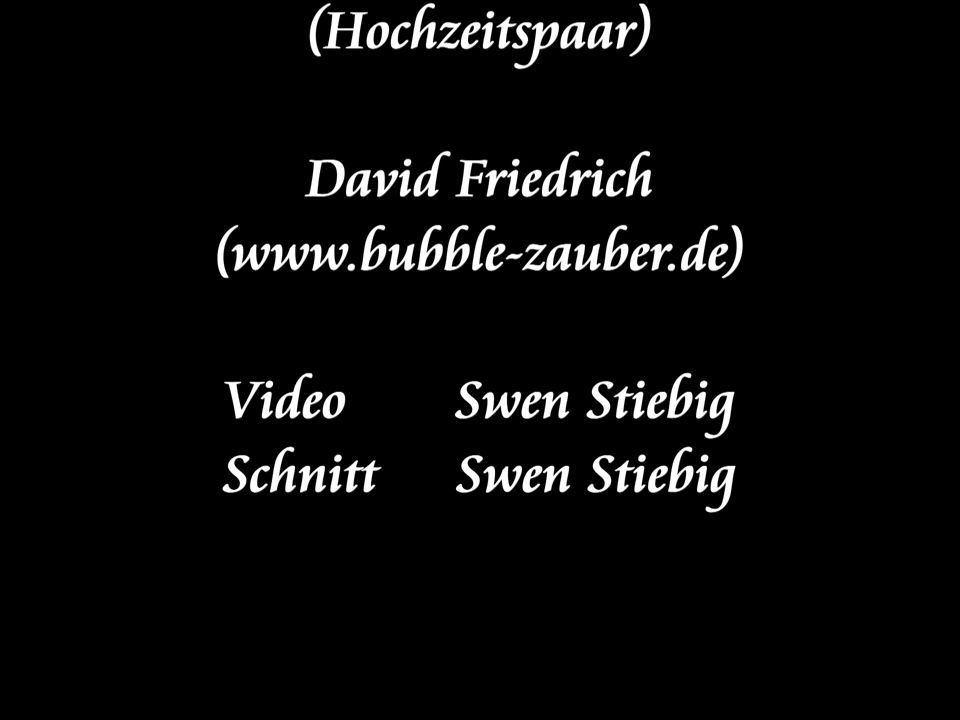 (Hochzeitspaar)
David Friedrich
(www.bubble-zauber.de)
Video Swen Stiebig
Schnitt Swen Stiebig